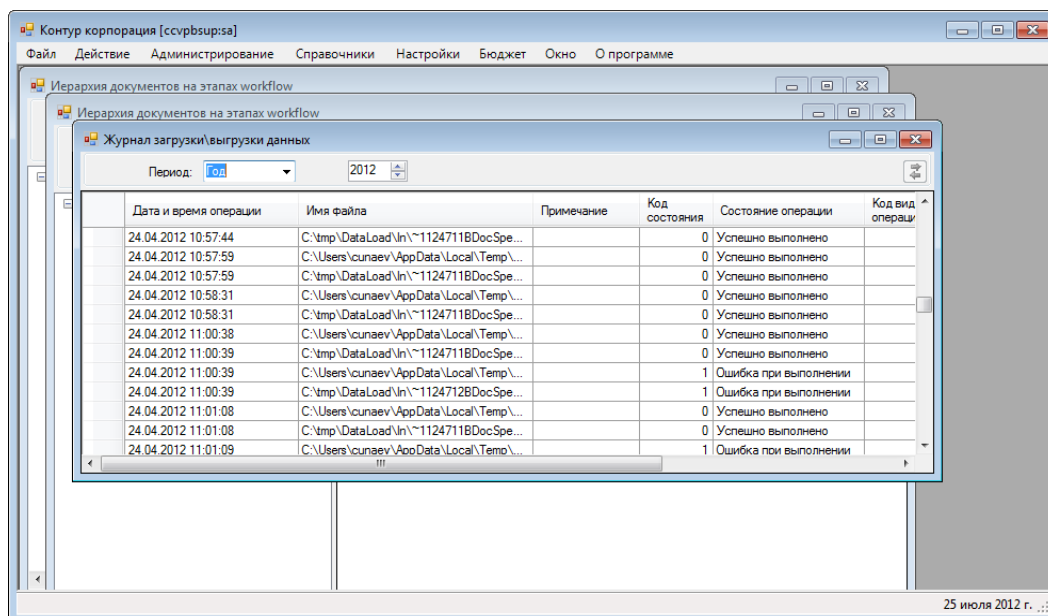 Контур корпорация [ccvpbsup:sa]
Файл Действие Администрирование Справочники Настройки Бюджет Окно О программе
Иерархия документов на этапах workflow
Иерархия документов на этапах workflow
Журнал загрузки\выгрузки данных
Период: Год 2012
Дата и время операции Имя файла Примечание Код состояния Состояние операции Код вид операци
24.04.2012 10:57:44 C:\tmp\DataLoad\In\~1124711BDocSpe... 0 Успешно выполнено
24.04.2012 10:57:59 C:\Users\cunaev\AppData\Local\Temp\... 0 Успешно выполнено
24.04.2012 10:57:59 C:\tmp\DataLoad\In\~1124711BDocSpe... 0 Успешно выполнено
24.04.2012 10:58:31 C:\Users\cunaev\AppData\Local\Temp\... 0 Успешно выполнено
24.04.2012 10:58:31 C:\tmp\DataLoad\In\~1124711BDocSpe... 0 Успешно выполнено
24.04.2012 11:00:38 C:\Users\cunaev\AppData\Local\Temp\... 0 Успешно выполнено
24.04.2012 11:00:39 C:\tmp\DataLoad\In\~1124711BDocSpe... 0 Успешно выполнено
24.04.2012 11:00:39 C:\Users\cunaev\AppData\Local\Temp\... 1 Ошибка при выполнении
24.04.2012 11:00:39 C:\tmp\DataLoad\In\~1124712BDocSpe... 1 Ошибка при выполнении
24.04.2012 11:01:08 C:\Users\cunaev\AppData\Local\Temp\... 0 Успешно выполнено
24.04.2012 11:01:08 C:\tmp\DataLoad\In\~1124711BDocSpe... 0 Успешно выполнено
24.04.2012 11:01:09 C:\Users\cunaev\AppData\Local\Temp\... 1 Ошибка при выполнении
25 июля 2012 г.